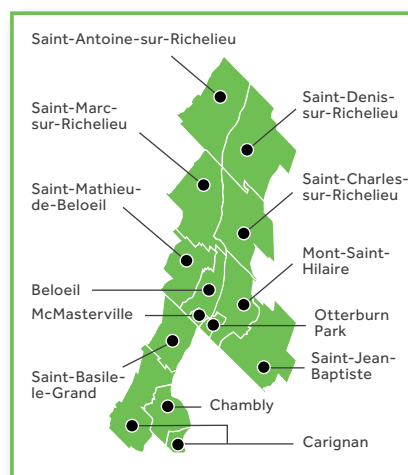 Saint-Antoine-sur-Richelieu
Saint-Marc-
sur-Richelieu
Saint-Denis-
sur-Richelieu
Saint-Mathieu-
de-Beloeil
Saint-Charles-
sur-Richelieu
Mont-Saint-
Hilaire
Beloeil
McMasterville
Otterburn
Park
Saint-Jean-
Baptiste
Saint-Basile-
le-Grand
Chambly
Carignan